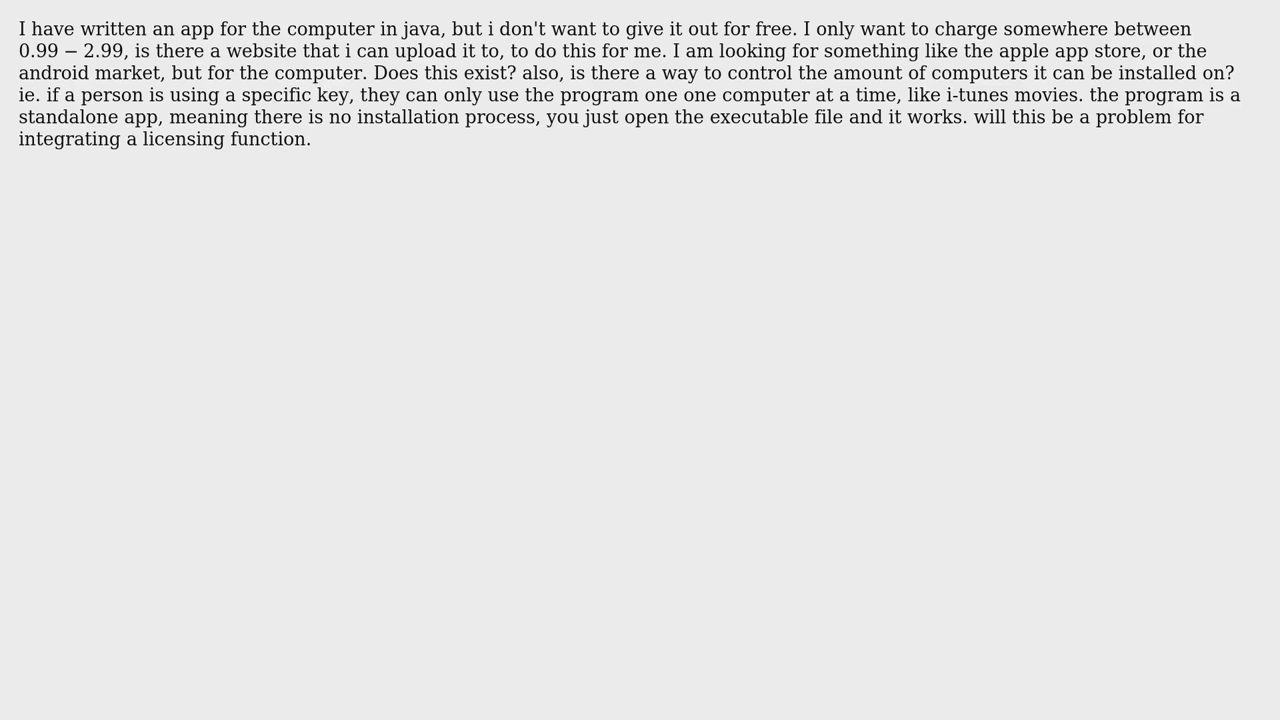 I have written an app for the computer in java, but i don't want to give it out for free. I only want to charge somewhere between
0.99 − 2.99, is there a website that i can upload it to, to do this for me. I am looking for something like the apple app store, or the
android market, but for the computer. Does this exist? also, is there a way to control the amount of computers it can be installed on?
ie. if a person is using a specific key, they can only use the program one one computer at a time, like i-tunes movies. the program is a
standalone app, meaning there is no installation process, you just open the executable file and it works. will this be a problem for
integrating a licensing function.